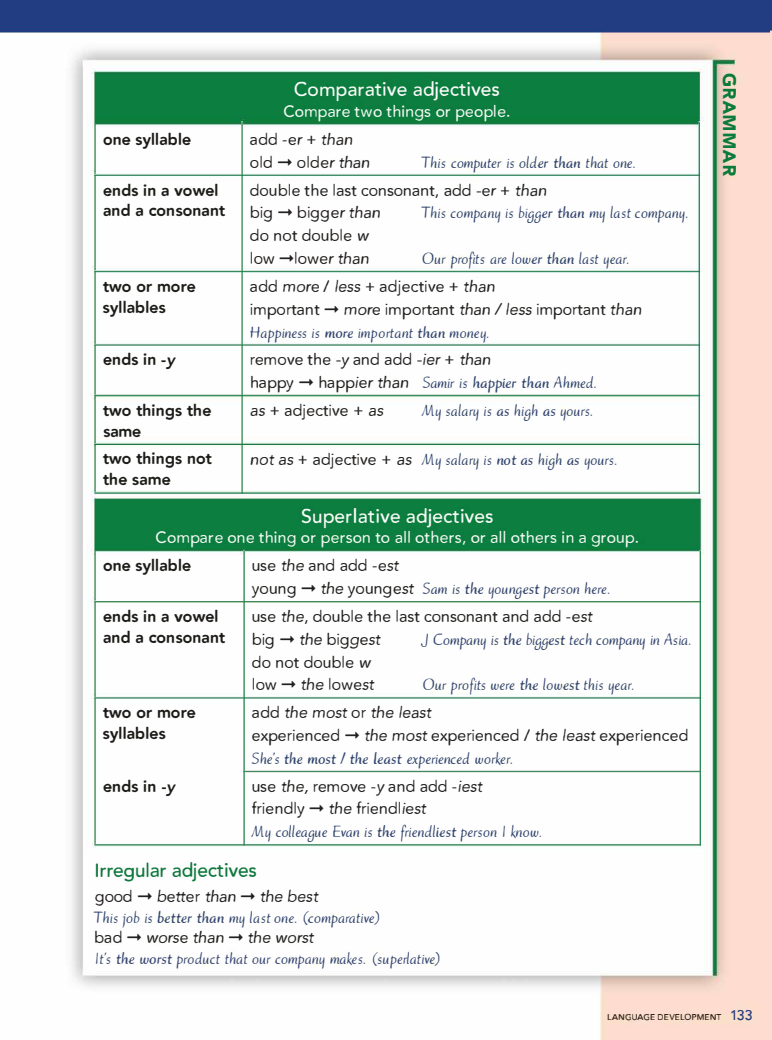 GRAMMAR
Comparative adjectives
Compare two things or people.
one syllable
add -er + than
old → older than This computer is older than that one.
ends in a vowel
and a consonant
double the last consonant, add -er + than
big → bigger than This company is bigger than my last company.
do not double w
low →lower than Our profits are lower than last year.
two or more
syllables
add more / less + adjective + than
important → more important than / less important than
Happiness is more important than money.
ends in -y
remove the -y and add -ier + than
happy → happier than Samir is happier than Ahmed.
two things the
same
as + adjective + as My salary is as high as yours.
two things not
the same
not as + adjective + as My salary is not as high as yours.
Superlative adjectives
Compare one thing or person to all others, or all others in a group.
one syllable
use the and add -est
young → the youngest Sam is the youngest person here.
ends in a vowel
and a consonant
use the, double the last consonant and add -est
big → the biggest J Company is the biggest tech company in Asia.
do not double w
low → the lowest Our profits were the lowest this year.
two or more
syllables
add the most or the least
experienced → the most experienced / the least experienced
She's the most / the least experienced worker.
ends in -y
use the, remove -y and add -iest
friendly → the friendliest
My colleague Evan is the friendliest person I know.
Irregular adjectives
good → better than → the best
This job is better than my last one. (comparative)
bad → worse than → the worst
It's the worst product that our company makes. (superlative)
LANGUAGE DEVELOPMENT 133